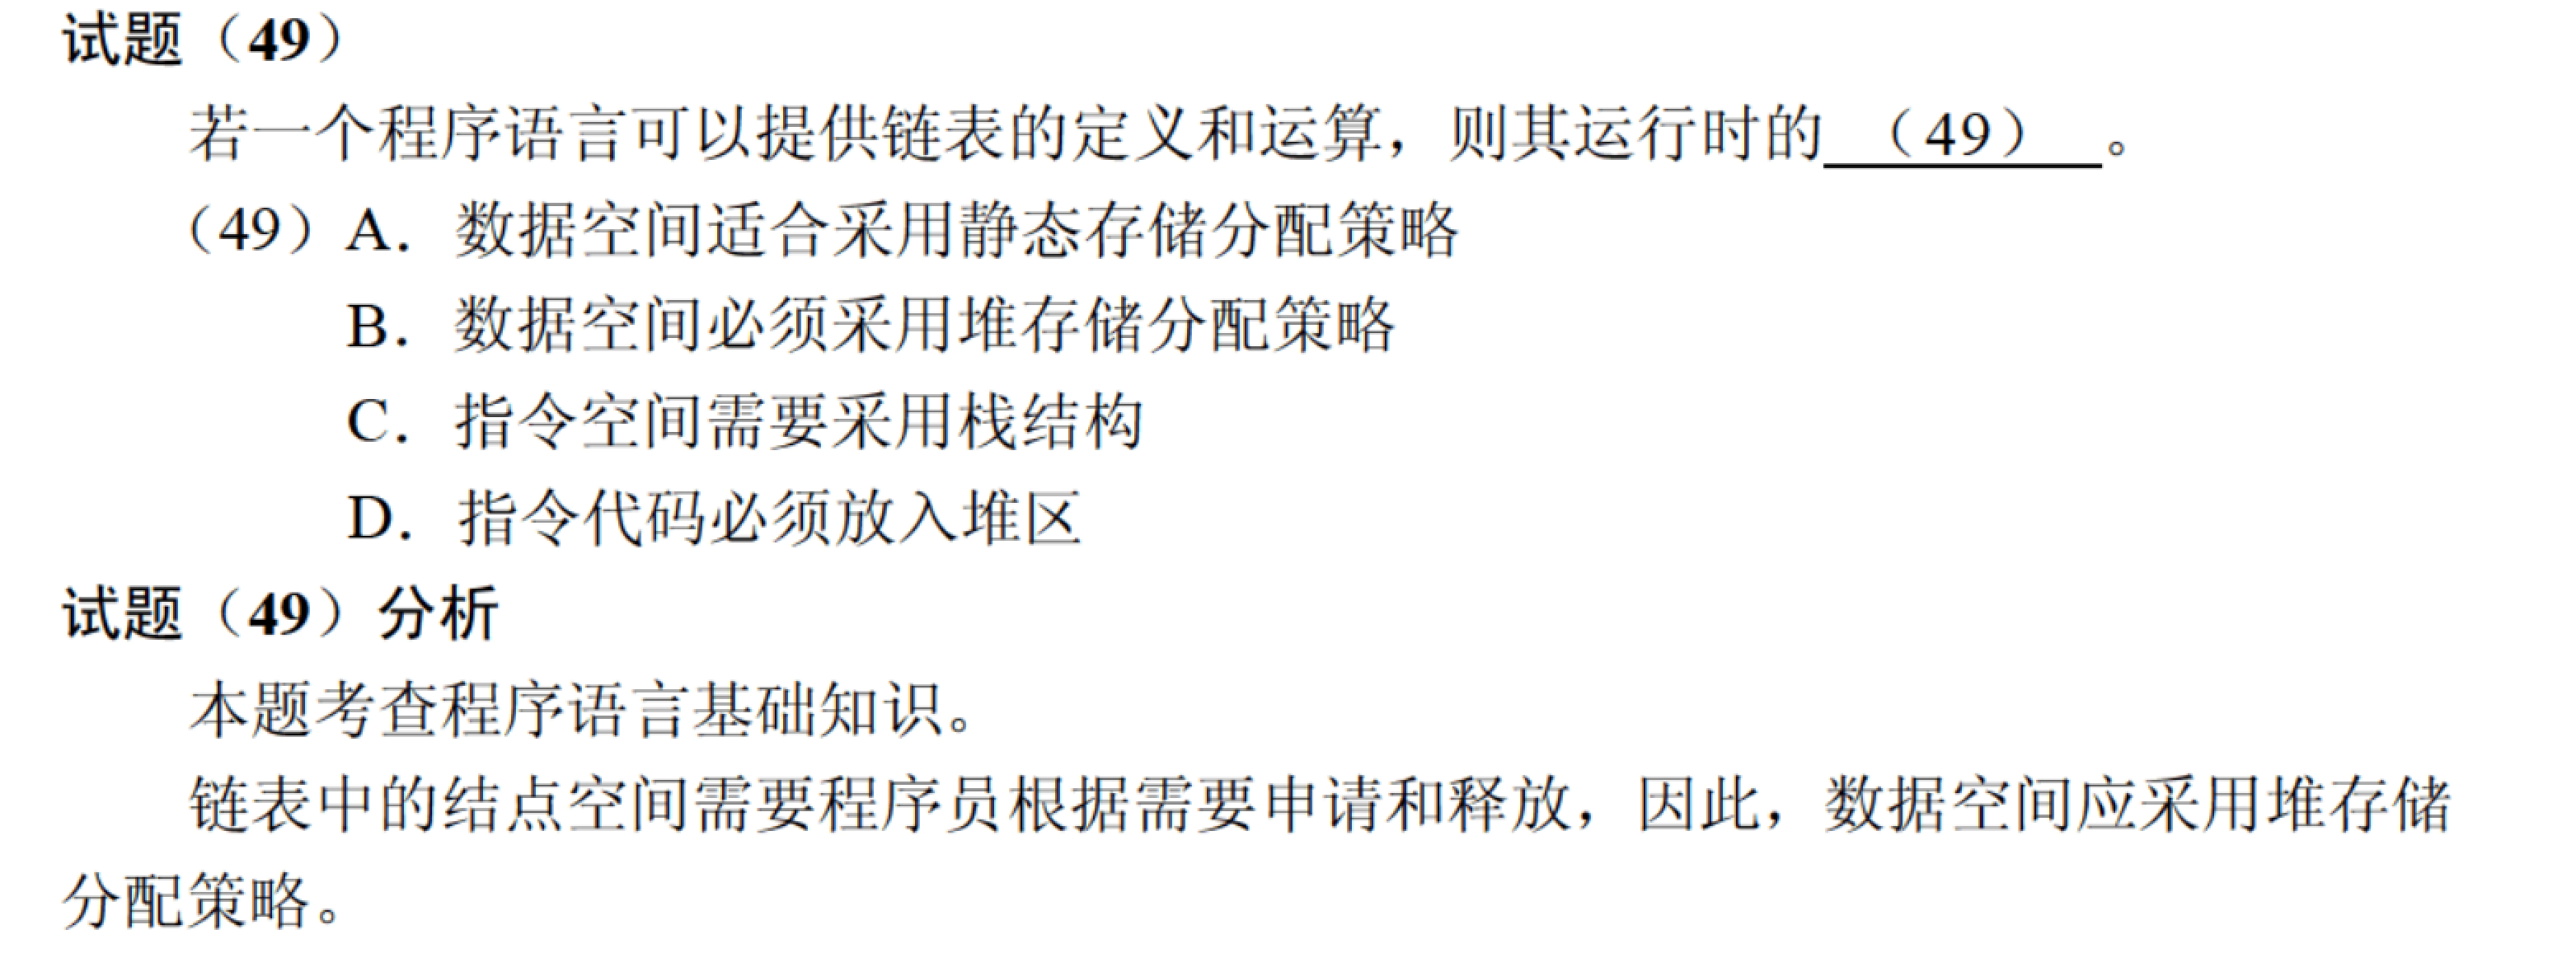 试题（49）
若一个程序语言可以提供链表的定义和运算，则其运行时的 （49） 。
（49）A．数据空间适合采用静态存储分配策略
B．数据空间必须采用堆存储分配策略
C．指令空间需要采用栈结构
D．指令代码必须放入堆区
试题（49）分析
本题考查程序语言基础知识。
链表中的结点空间需要程序员根据需要申请和释放，因此，数据空间应采用堆存储
分配策略。